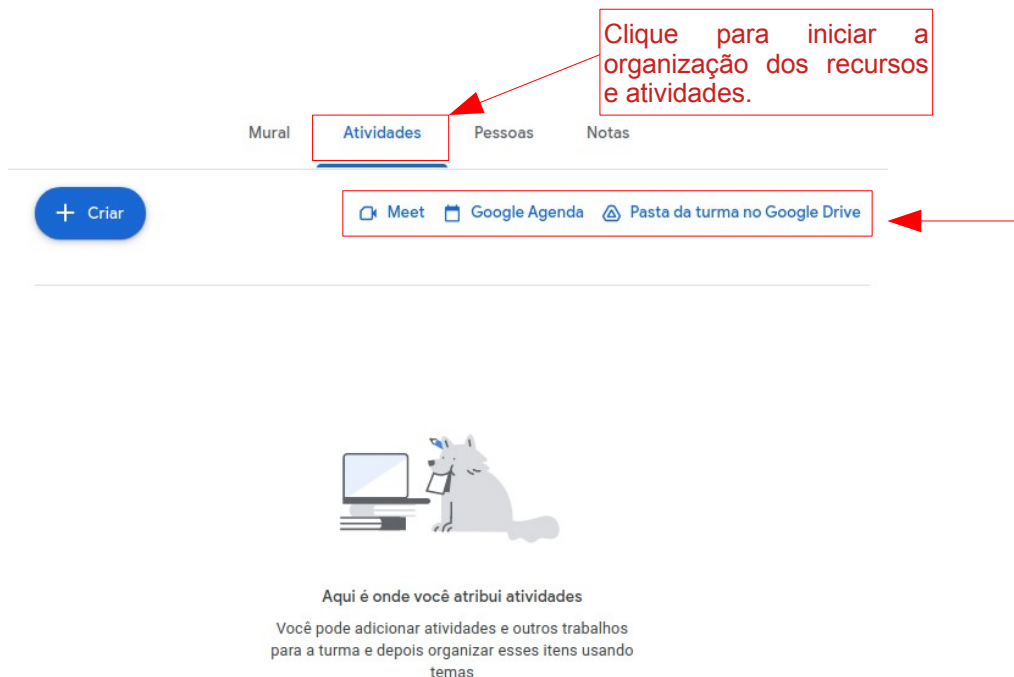 Clique para iniciar a
organização dos recursos
e atividades.
Mural Atividades Pessoas Notas
+ Criar Meet Google Agenda Pasta da turma no Google Drive
Aqui é onde você atribui atividades
Você pode adicionar atividades e outros trabalhos
para a turma e depois organizar esses itens usando
temas